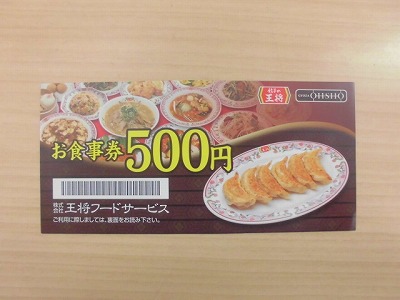 餃子の
王将
GYOZA OHSHO
お食事券500円
株式
会社 王将フードサービス
ご利用に際しましては、裏面をお読み下さい。